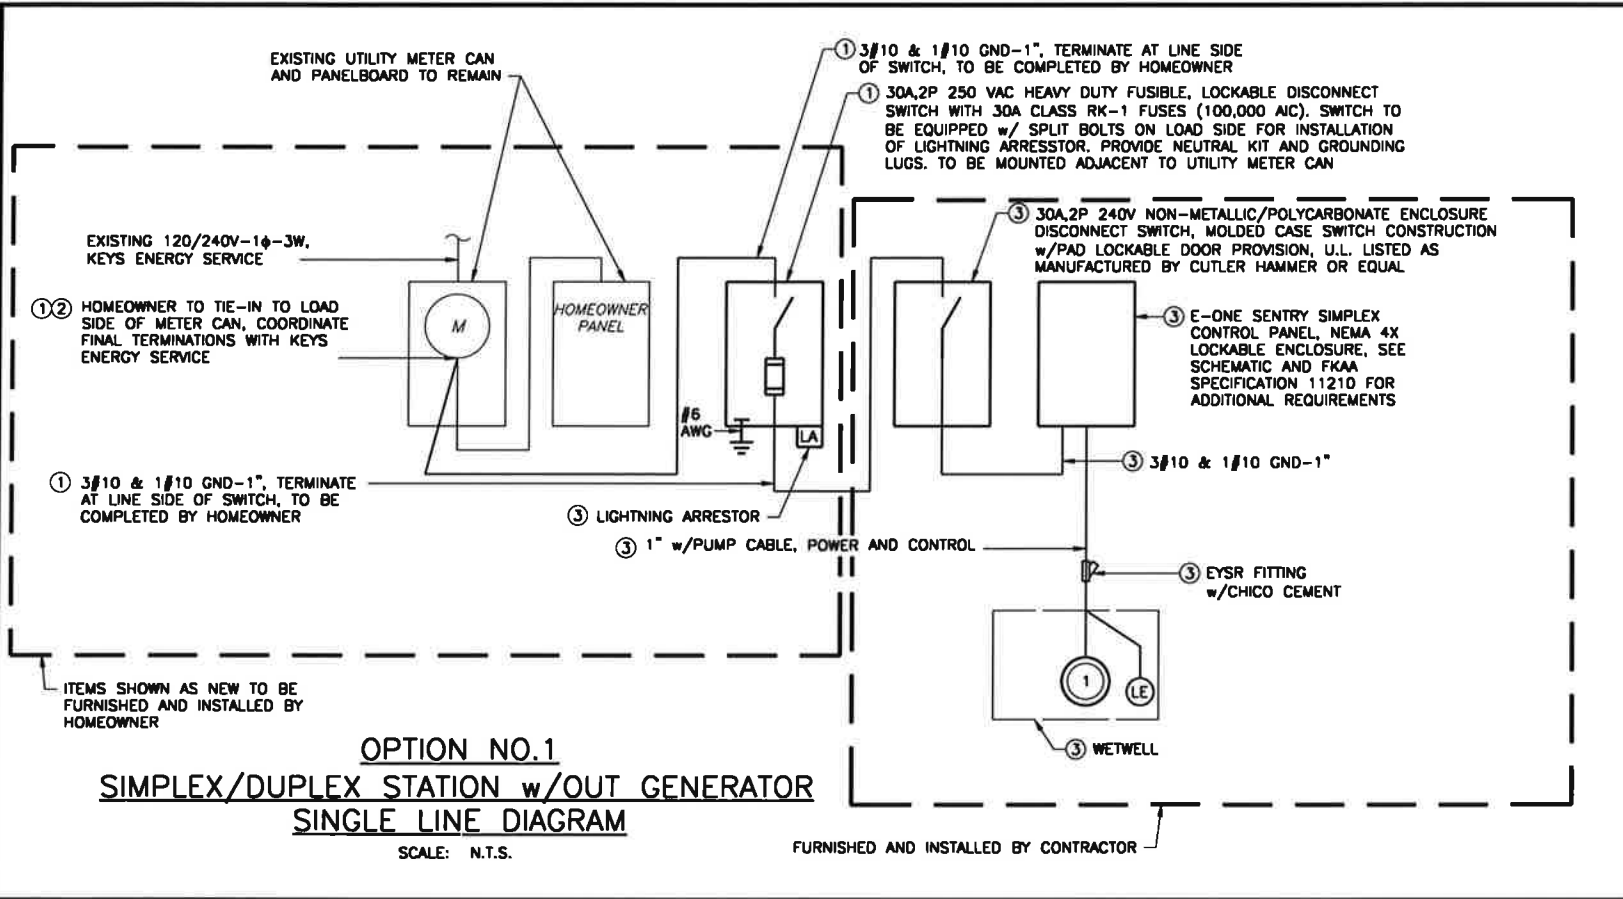 EXISTING UTILITY METER CAN
AND PANELBOARD TO REMAIN
① 3#10 & 1#10 GND-1", TERMINATE AT LINE SIDE
OF SWITCH, TO BE COMPLETED BY HOMEOWNER
① 30A,2P 250 VAC HEAVY DUTY FUSIBLE, LOCKABLE DISCONNECT
SWITCH WITH 30A CLASS RK-1 FUSES (100,000 AIC). SWITCH TO
BE EQUIPPED w/ SPLIT BOLTS ON LOAD SIDE FOR INSTALLATION
OF LIGHTNING ARRESSTOR. PROVIDE NEUTRAL KIT AND GROUNDING
LUGS. TO BE MOUNTED ADJACENT TO UTILITY METER CAN
③ 30A,2P 240V NON-METALLIC/POLYCARBONATE ENCLOSURE
DISCONNECT SWITCH, MOLDED CASE SWITCH CONSTRUCTION
w/PAD LOCKABLE DOOR PROVISION, U.L. LISTED AS
MANUFACTURED BY CUTLER HAMMER OR EQUAL
EXISTING 120/240V-1ϕ-3W,
KEYS ENERGY SERVICE
①② HOMEOWNER TO TIE-IN TO LOAD
SIDE OF METER CAN, COORDINATE
FINAL TERMINATIONS WITH KEYS
ENERGY SERVICE
M
HOMEOWNER
PANEL
③ E-ONE SENTRY SIMPLEX
CONTROL PANEL, NEMA 4X
LOCKABLE ENCLOSURE, SEE
SCHEMATIC AND FKAA
SPECIFICATION 11210 FOR
ADDITIONAL REQUIREMENTS
#6
AWG
LA
③ 3#10 & 1#10 GND-1"
① 3#10 & 1#10 GND-1", TERMINATE
AT LINE SIDE OF SWITCH, TO BE
COMPLETED BY HOMEOWNER
③ LIGHTNING ARRESTOR
③ 1" w/PUMP CABLE, POWER AND CONTROL
③ EYSR FITTING
w/CHICO CEMENT
1
LE
③ WETWELL
ITEMS SHOWN AS NEW TO BE
FURNISHED AND INSTALLED BY
HOMEOWNER
OPTION NO.1
SIMPLEX/DUPLEX STATION w/OUT GENERATOR
SINGLE LINE DIAGRAM
SCALE: N.T.S.
FURNISHED AND INSTALLED BY CONTRACTOR